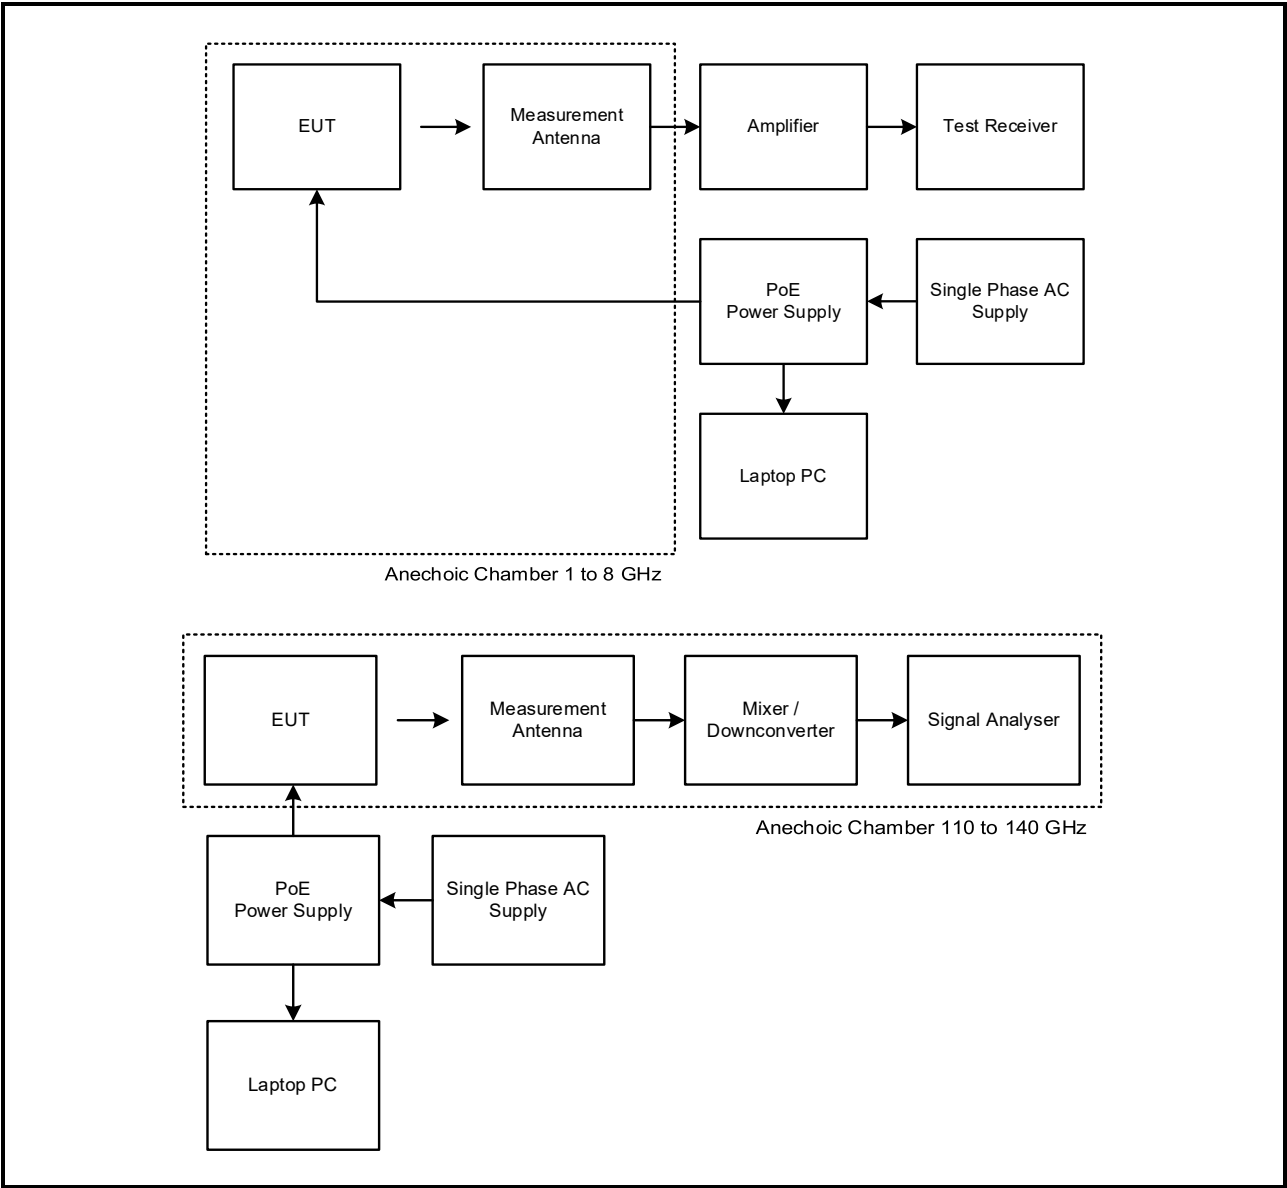 EUT
Measurement
Antenna
Amplifier
Test Receiver
PoE
Power Supply
Single Phase AC
Supply
Laptop PC
Anechoic Chamber 1 to 8 GHz
EUT
Measurement
Antenna
Mixer /
Downconverter
Signal Analyser
Anechoic Chamber 110 to 140 GHz
PoE
Power Supply
Single Phase AC
Supply
Laptop PC